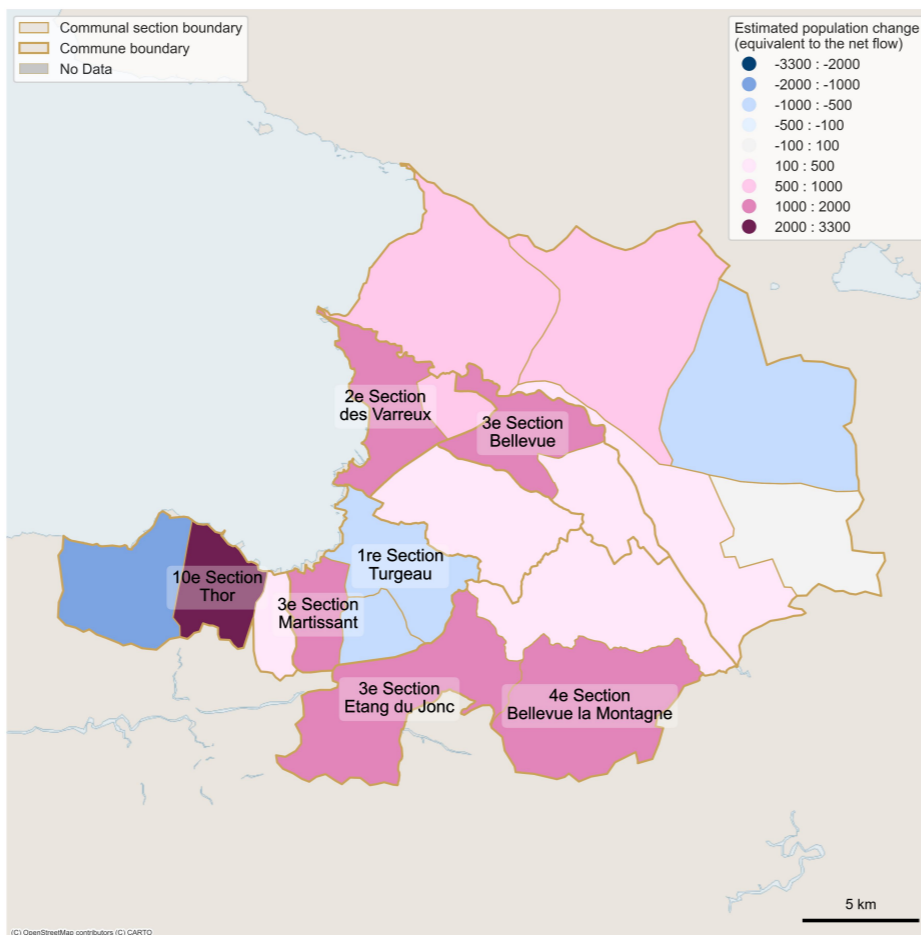 Communal section boundary
Commune boundary
No Data
Estimated population change
(equivalent to the net flow)
-3300 : -2000
-2000 : -1000
-1000 : -500
-500 : -100
-100 : 100
100 : 500
500 : 1000
1000 : 2000
2000 : 3300
2e Section
des Varreux
3e Section
Bellevue
1re Section
Turgeau
10e Section
Thor
3e Section
Martissant
3e Section
Etang du Jonc
4e Section
Bellevue la Montagne
5 km
(C) OpenStreetMap contributors (C) CARTO